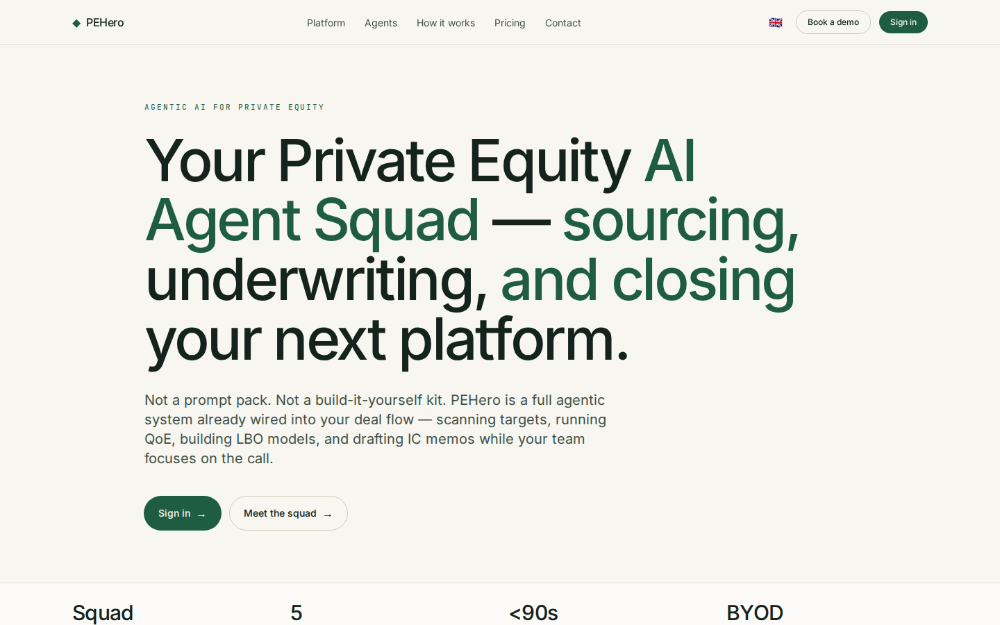 PEHero
Platform
Agents
How it works
Pricing
Contact
Book a demo
Sign in
AGENTIC AI FOR PRIVATE EQUITY
Your Private Equity AI
Agent Squad — sourcing,
underwriting, and closing
your next platform.
Not a prompt pack. Not a build-it-yourself kit. PEHero is a full agentic
system already wired into your deal flow — scanning targets, running
QoE, building LBO models, and drafting IC memos while your team
focuses on the call.
Sign in →
Meet the squad →
Squad
5
<90s
BYOD